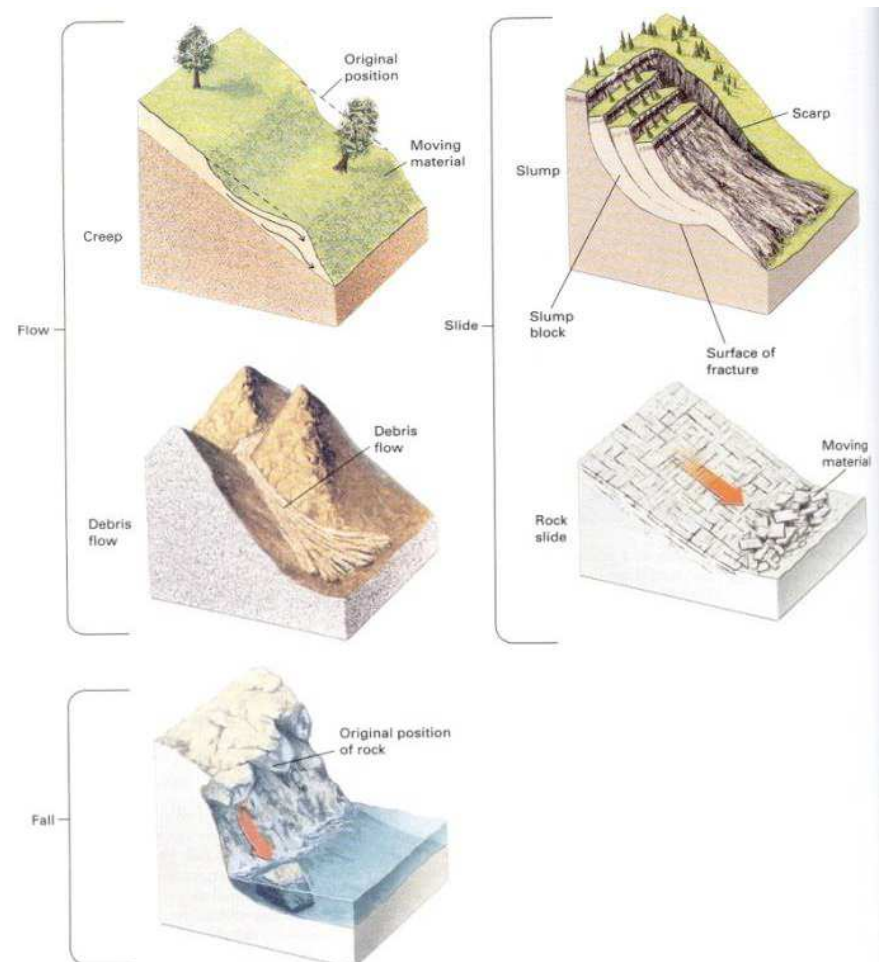 Flow
Creep
Original
position
Moving
material
Debris
flow
Debris
flow
Slide
Slump
Scarp
Slump
block
Surface of
fracture
Rock
slide
Moving
material
Fall
Original position
of rock